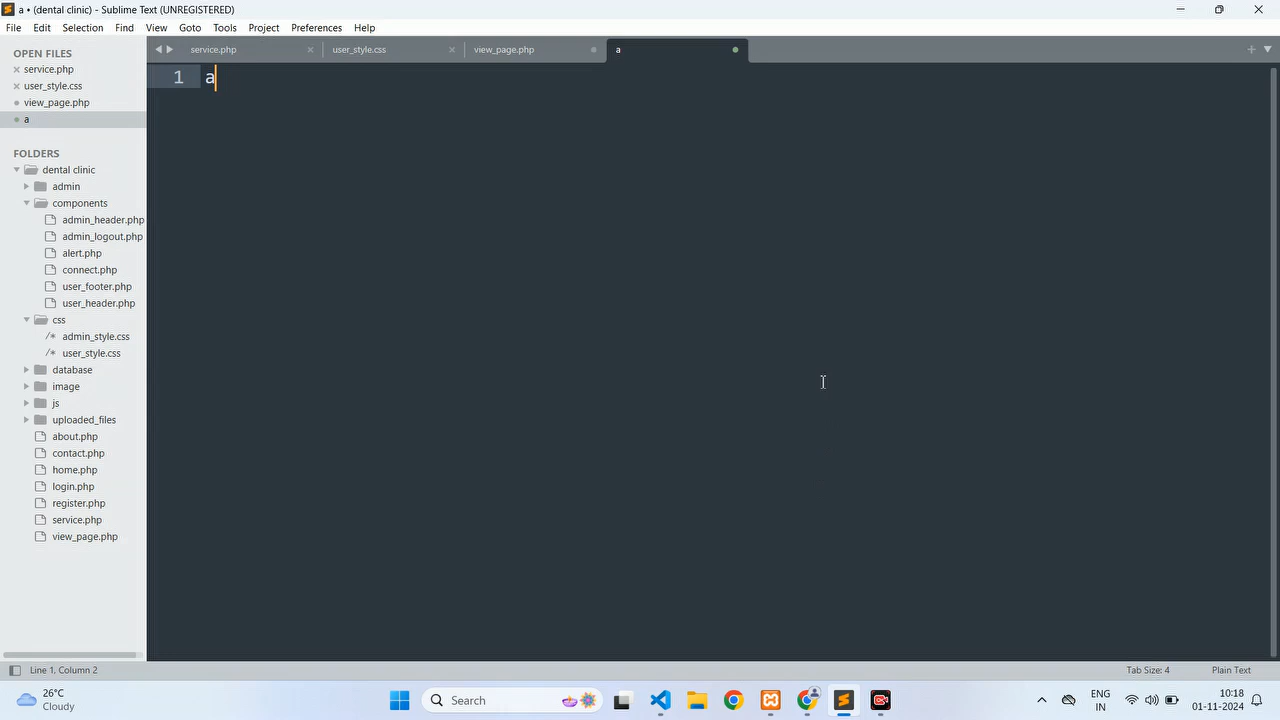 a • (dental clinic) - Sublime Text (UNREGISTERED)
File Edit Selection Find View Goto Tools Project Preferences Help
OPEN FILES
service.php
user_style.css
view_page.php
a
FOLDERS
dental clinic
admin
components
admin_header.php
admin_logout.php
alert.php
connect.php
user_footer.php
user_header.php
css
/* admin_style.css
/* user_style.css
database
image
js
uploaded_files
about.php
contact.php
home.php
login.php
register.php
service.php
view_page.php
service.php user_style.css view_page.php a
1 a
Line 1, Column 2 Tab Size: 4 Plain Text
26°C
Cloudy
Search
ENG
IN
10:18
01-11-2024